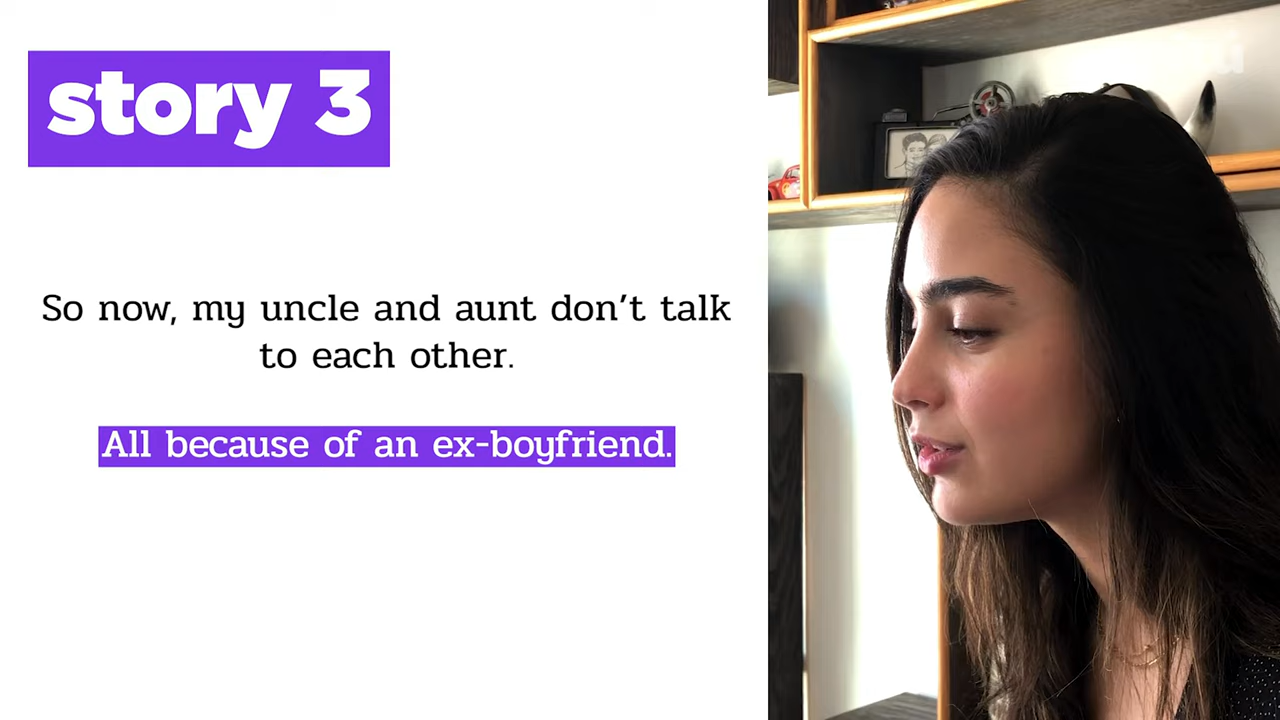 story 3
So now, my uncle and aunt don’t talk
to each other.
All because of an ex-boyfriend.